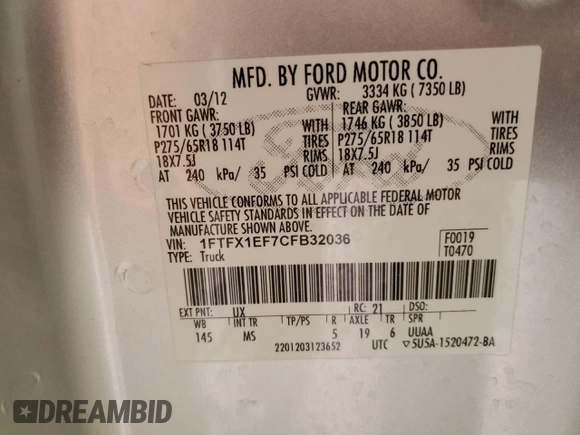 MFD. BY FORD MOTOR CO.
DATE: 03/12 GVWR: 3334 KG ( 7350 LB)
FRONT GAWR: REAR GAWR:
1701 KG ( 3750 LB) WITH 1746 KG ( 3850 LB) WITH
P275/65R18 114T TIRES P275/65R18 114T TIRES
18X7.5J RIMS 18X7.5J RIMS
AT 240 kPa/ 35 PSI COLD AT 240 kPa/ 35 PSI COLD
THIS VEHICLE CONFORMS TO ALL APPLICABLE FEDERAL MOTOR
VEHICLE SAFETY STANDARDS IN EFFECT ON THE DATE OF
MANUFACTURE SHOWN ABOVE.
VIN: 1FTFX1EF7CFB32036 F0019
TYPE: Truck T0470
EXT PNT: UX RC: 21 DSO:
WB INT TR TP/PS R AXLE TR SPR
145 MS 5 19 6 UUAA
2201203123652 UTC ▽5U5A-1520472-BA
DREAMBID